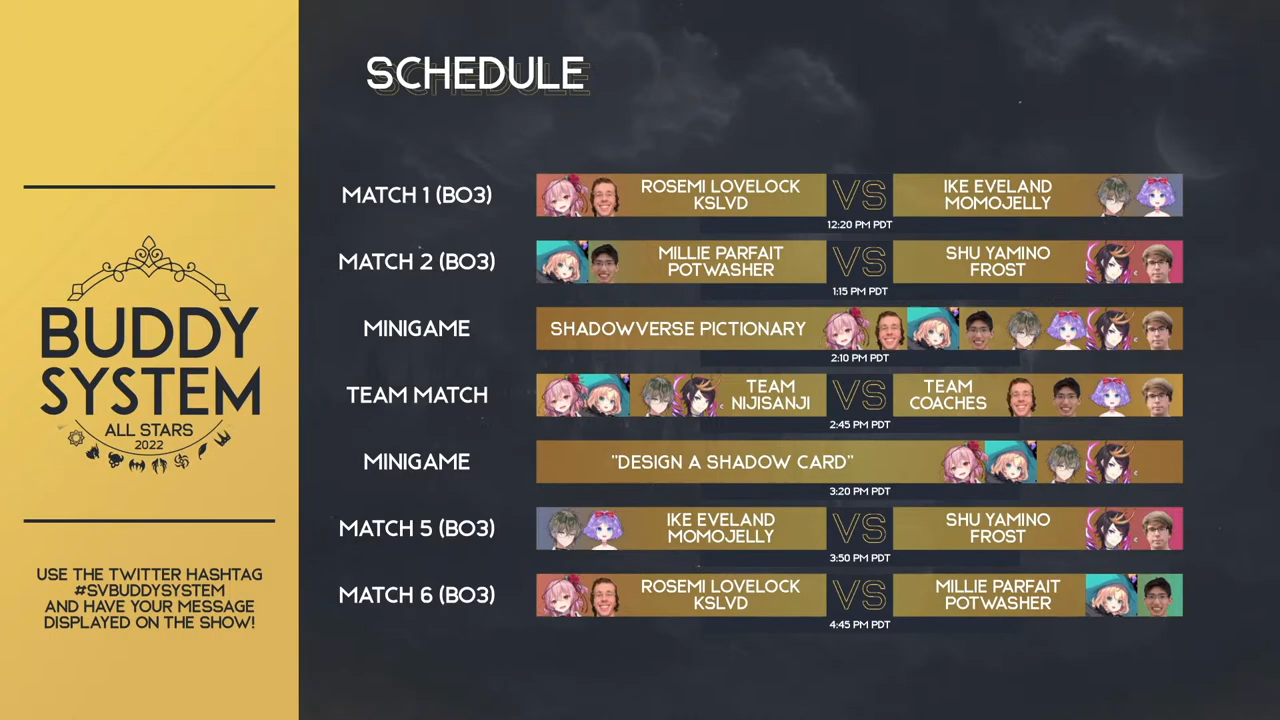 SCHEDULE
BUDDY
SYSTEM
ALL STARS
2022
USE THE TWITTER HASHTAG
#SVBUDDYSYSTEM
AND HAVE YOUR MESSAGE
DISPLAYED ON THE SHOW!
MATCH 1 (BO3)
ROSEMI LOVELOCK
KSLVD
VS
IKE EVELAND
MOMOJELLY
12:20 PM PDT
MATCH 2 (BO3)
MILLIE PARFAIT
POTWASHER
VS
SHU YAMINO
FROST
1:15 PM PDT
MINIGAME
SHADOWVERSE PICTIONARY
2:10 PM PDT
TEAM MATCH
TEAM
NIJISANJI
VS
TEAM
COACHES
2:45 PM PDT
MINIGAME
"DESIGN A SHADOW CARD"
3:20 PM PDT
MATCH 5 (BO3)
IKE EVELAND
MOMOJELLY
VS
SHU YAMINO
FROST
3:50 PM PDT
MATCH 6 (BO3)
ROSEMI LOVELOCK
KSLVD
VS
MILLIE PARFAIT
POTWASHER
4:45 PM PDT